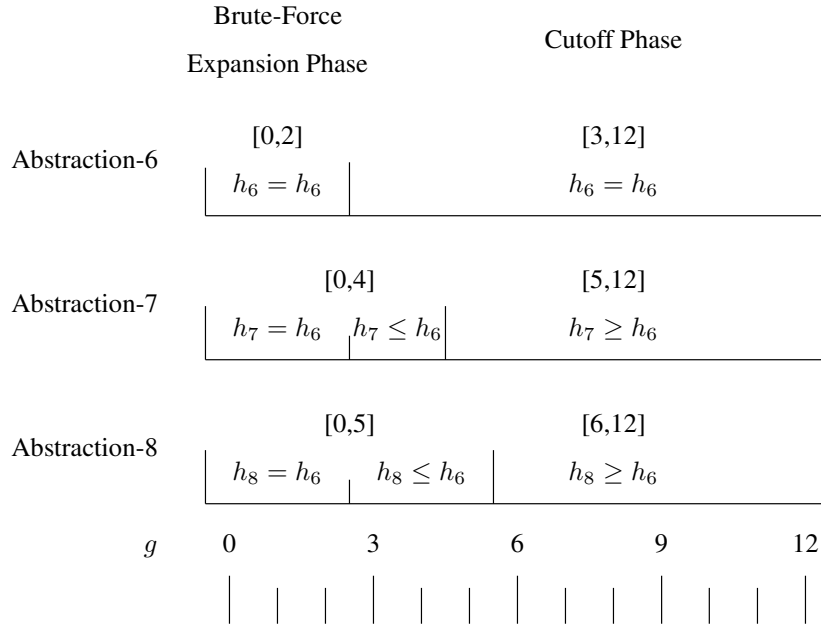 Brute-Force
Expansion Phase
Cutoff Phase
[0,2]
[3,12]
Abstraction-6
h₆ = h₆
h₆ = h₆
[0,4]
[5,12]
Abstraction-7
h₇ = h₆
h₇ ≤ h₆
h₇ ≥ h₆
[0,5]
[6,12]
Abstraction-8
h₈ = h₆
h₈ ≤ h₆
h₈ ≥ h₆
g 0 3 6 9 12